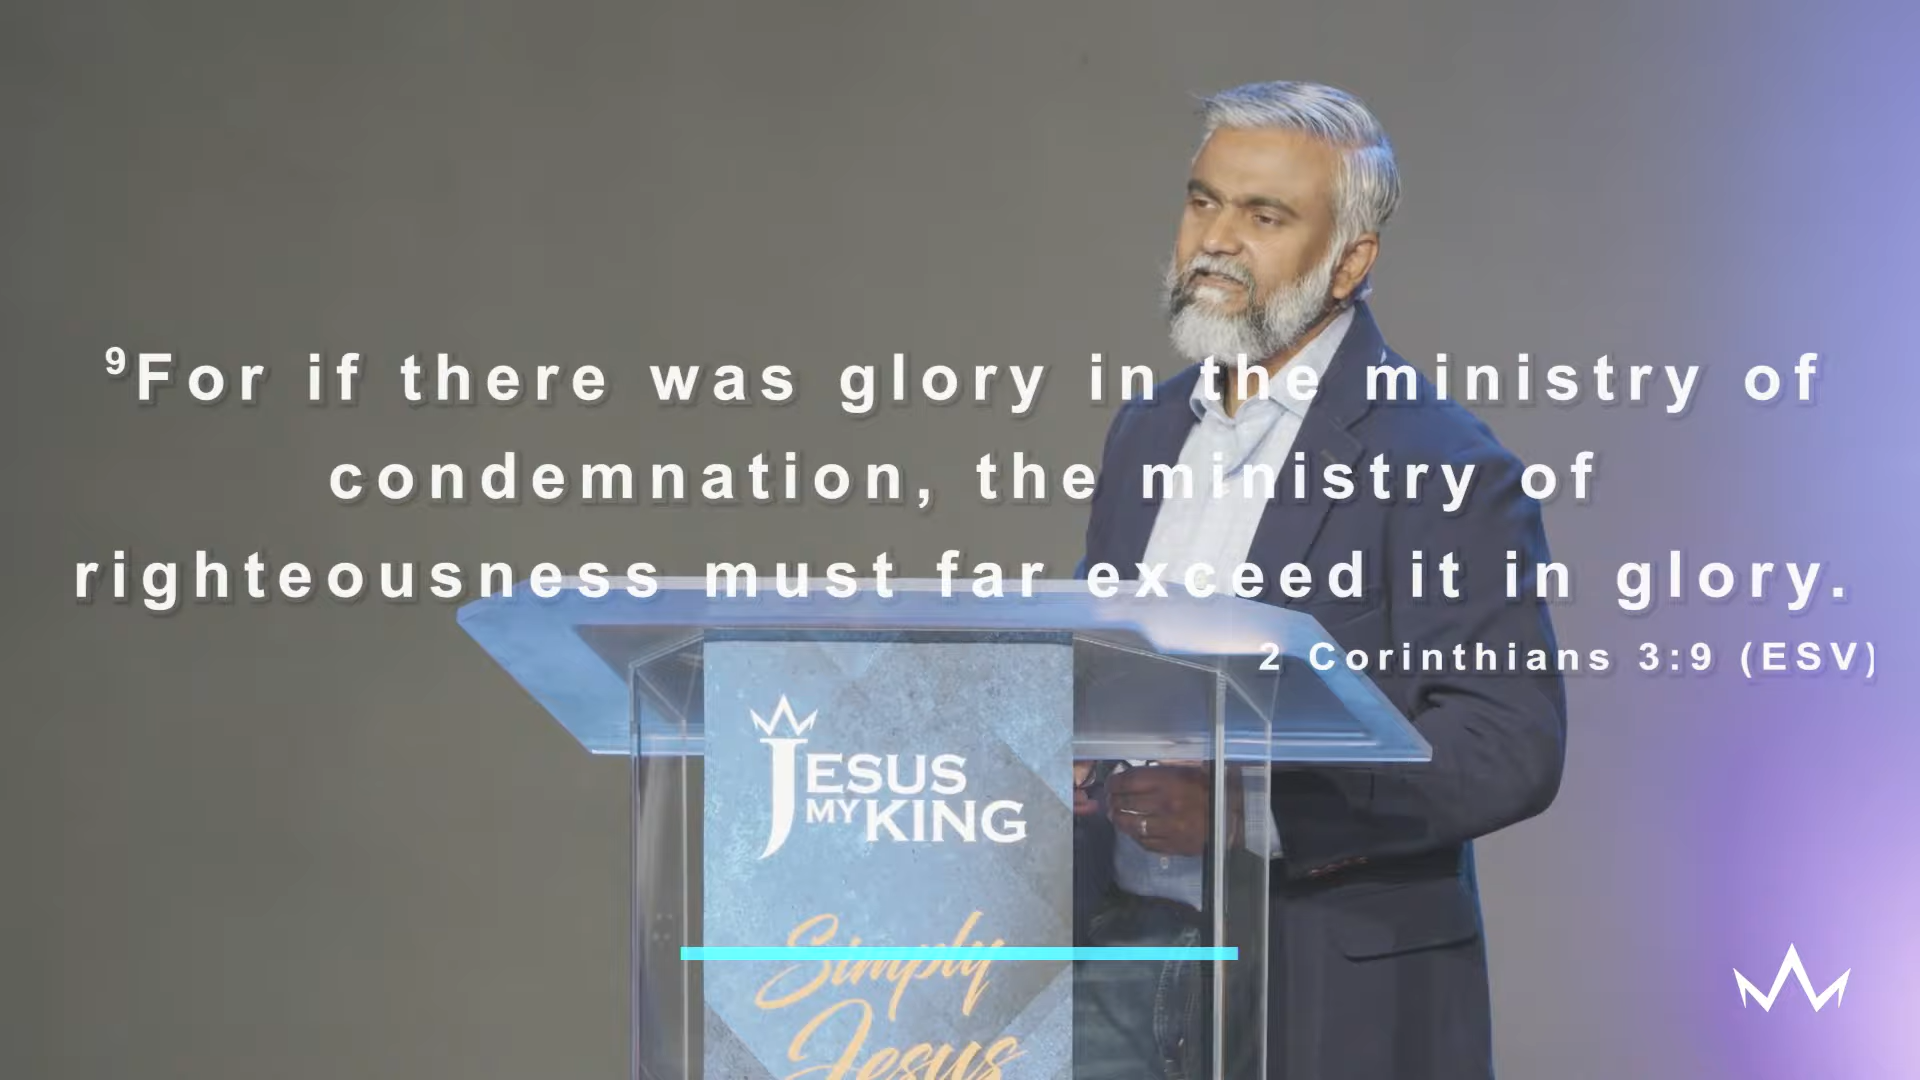 ⁹For if there was glory in the ministry of
condemnation, the ministry of
righteousness must far exceed it in glory.
2 Corinthians 3:9 (ESV)
JESUS
MY KING
Simply
Jesus